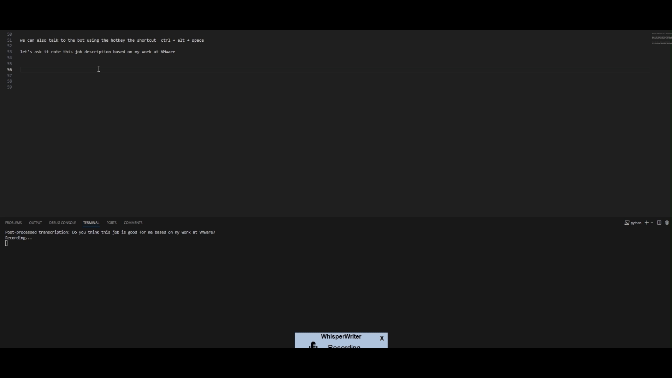 50
51 we can also talk to the bot using the hotkey the shortcut ctrl + alt + space
52
53 let's ask it rate this job description based on my work at VMware
54
55
56
57
58
59
PROBLEMS OUTPUT DEBUG CONSOLE TERMINAL PORTS COMMENTS
python
Post-processed transcription: Do you think this job is good for me based on my work at VMware?
Recording...
WhisperWriter X
Recording